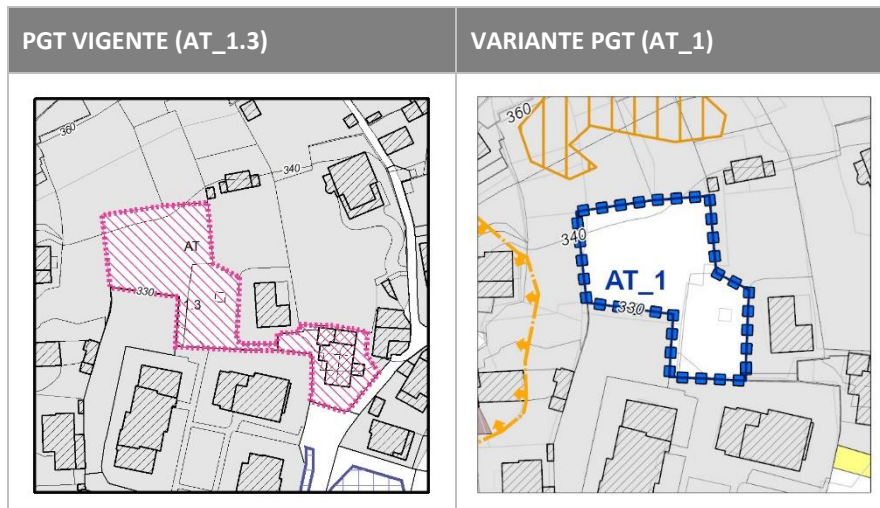 PGT VIGENTE (AT_1.3)
VARIANTE PGT (AT_1)
360
340
AT
330
1.3
360
340
AT_1
330